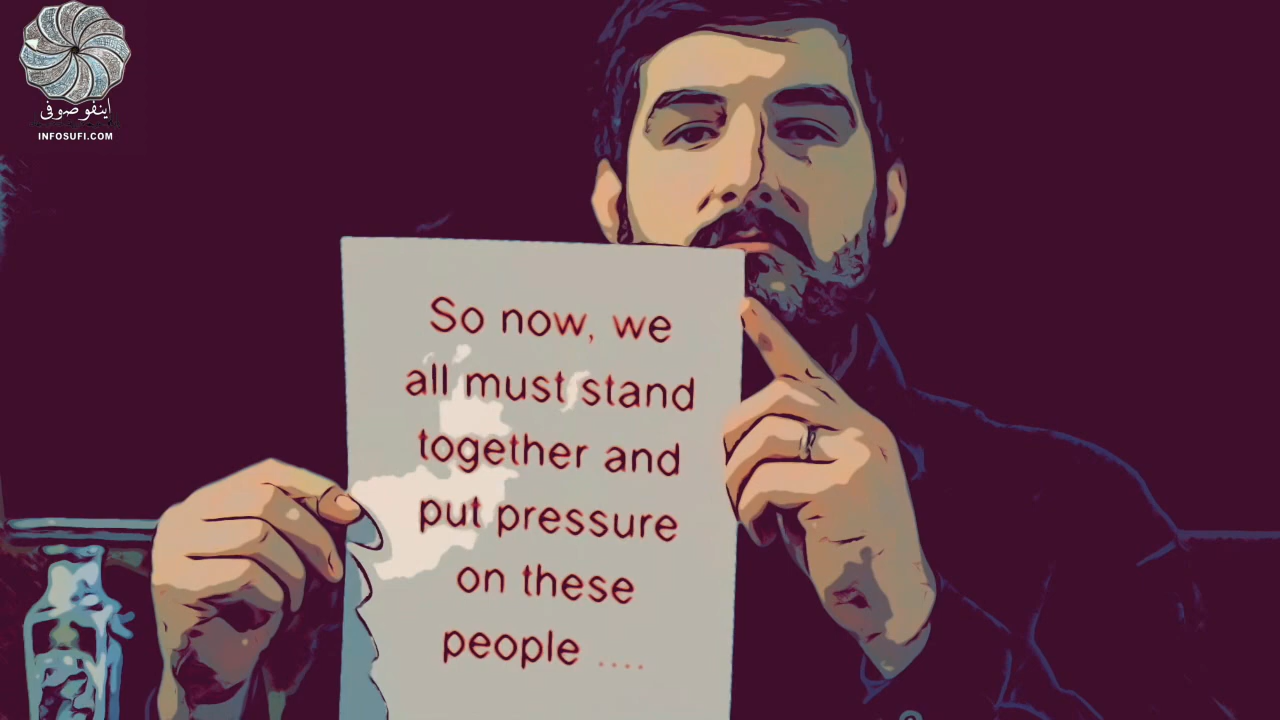 اینفو صوفی
INFOSUFI.COM
So now, we
all must stand
together and
put pressure
on these
people ....